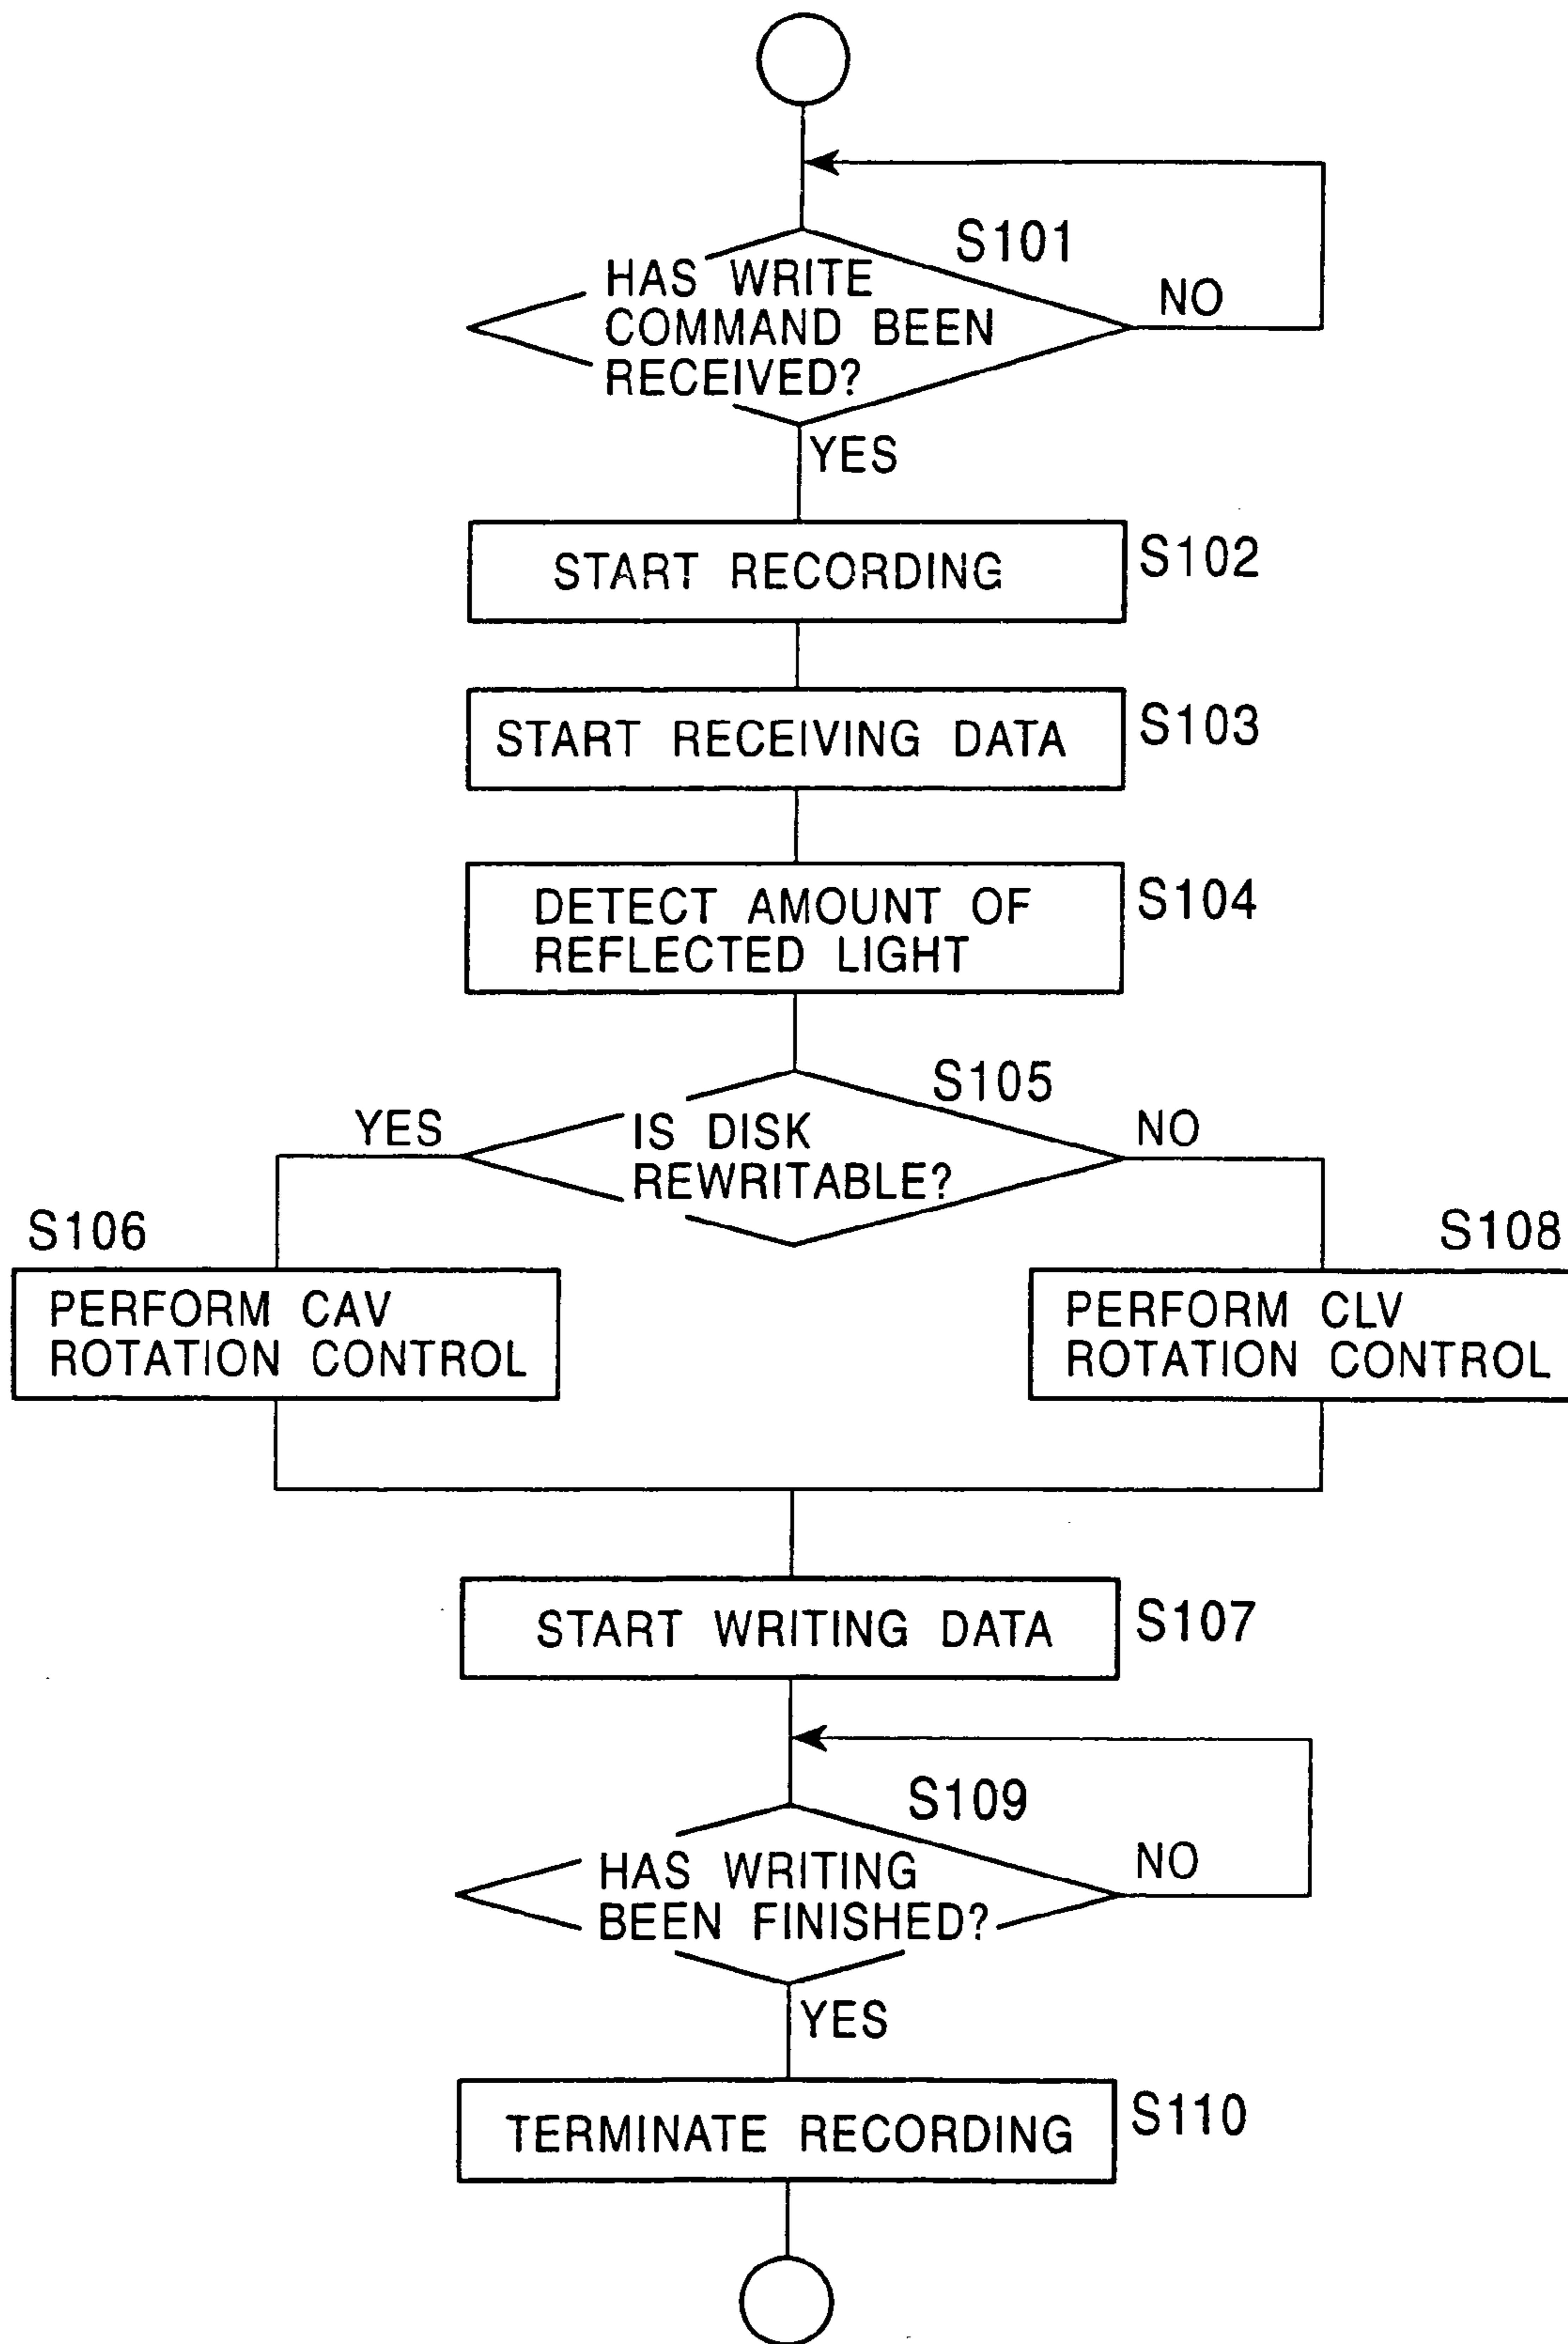 S101
HAS WRITE
COMMAND BEEN
RECEIVED?
NO
YES
START RECORDING
S102
START RECEIVING DATA
S103
DETECT AMOUNT OF
REFLECTED LIGHT
S104
S105
YES
IS DISK
REWRITABLE?
NO
S106
PERFORM CAV
ROTATION CONTROL
S108
PERFORM CLV
ROTATION CONTROL
START WRITING DATA
S107
S109
HAS WRITING
BEEN FINISHED?
NO
YES
TERMINATE RECORDING
S110